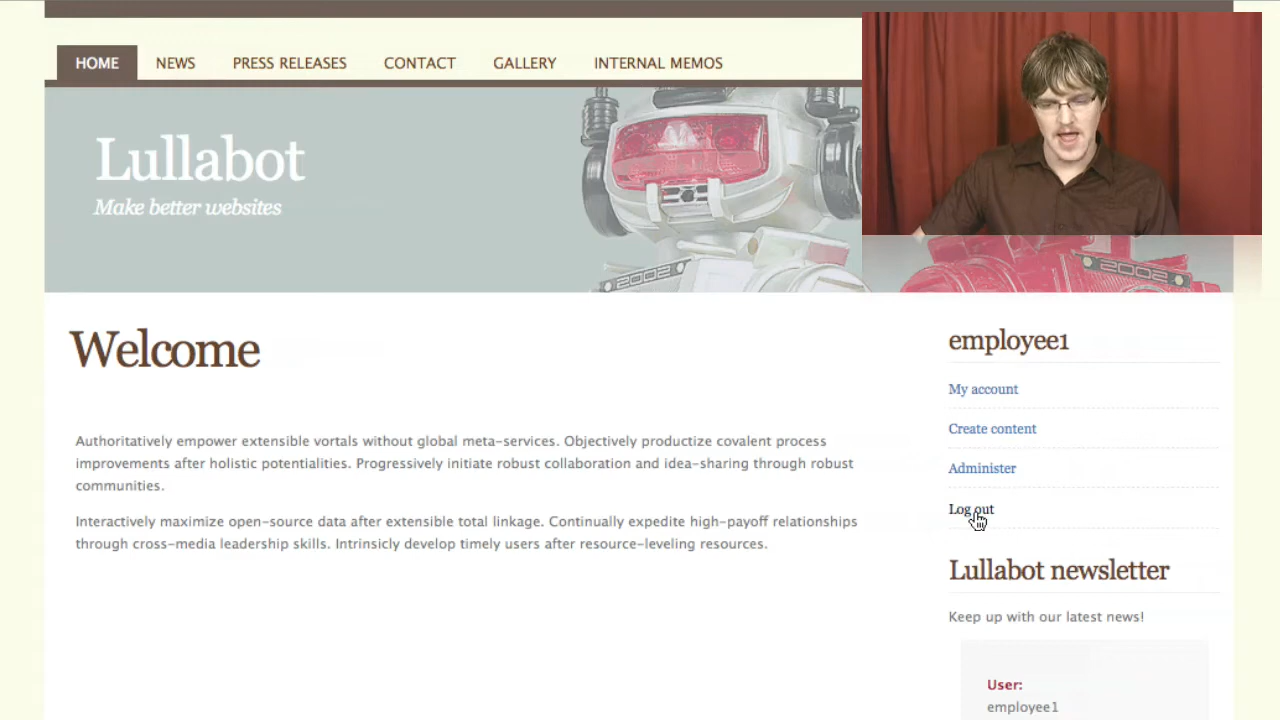 HOME NEWS PRESS RELEASES CONTACT GALLERY INTERNAL MEMOS
Lullabot
Make better websites
2002
2002
Welcome
Authoritatively empower extensible vortals without global meta-services. Objectively productize covalent process
improvements after holistic potentialities. Progressively initiate robust collaboration and idea-sharing through robust
communities.
Interactively maximize open-source data after extensible total linkage. Continually expedite high-payoff relationships
through cross-media leadership skills. Intrinsicly develop timely users after resource-leveling resources.
employee1
My account
Create content
Administer
Log out
Lullabot newsletter
Keep up with our latest news!
User:
employee1